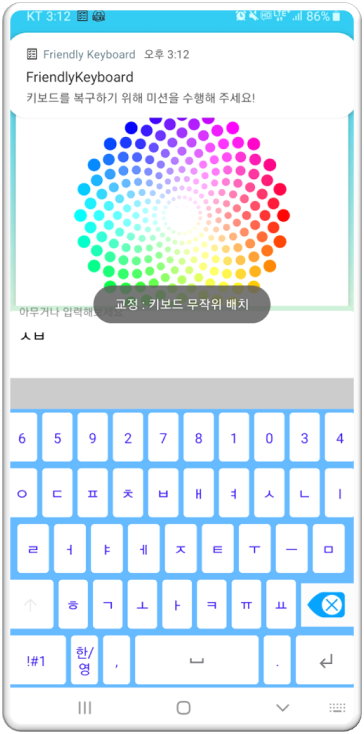 KT 3:12 86%
Friendly Keyboard 오후 3:12
FriendlyKeyboard
키보드를 복구하기 위해 미션을 수행해 주세요!
교정 : 키보드 무작위 배치
아무거나 입력해
ㅅㅂ
6 5 9 2 7 8 1 0 3 4
ㅇ ㄷ ㅍ ㅊ ㅂ ㅐ ㅕ ㅅ ㄴ ㅣ
ㄹ ㅓ ㅑ ㅔ ㅈ ㅌ ㅜ ㅡ ㅁ
ㅎ ㄱ ㅗ ㅏ ㅋ ㅠ ㅛ
!#1 한/영 , .